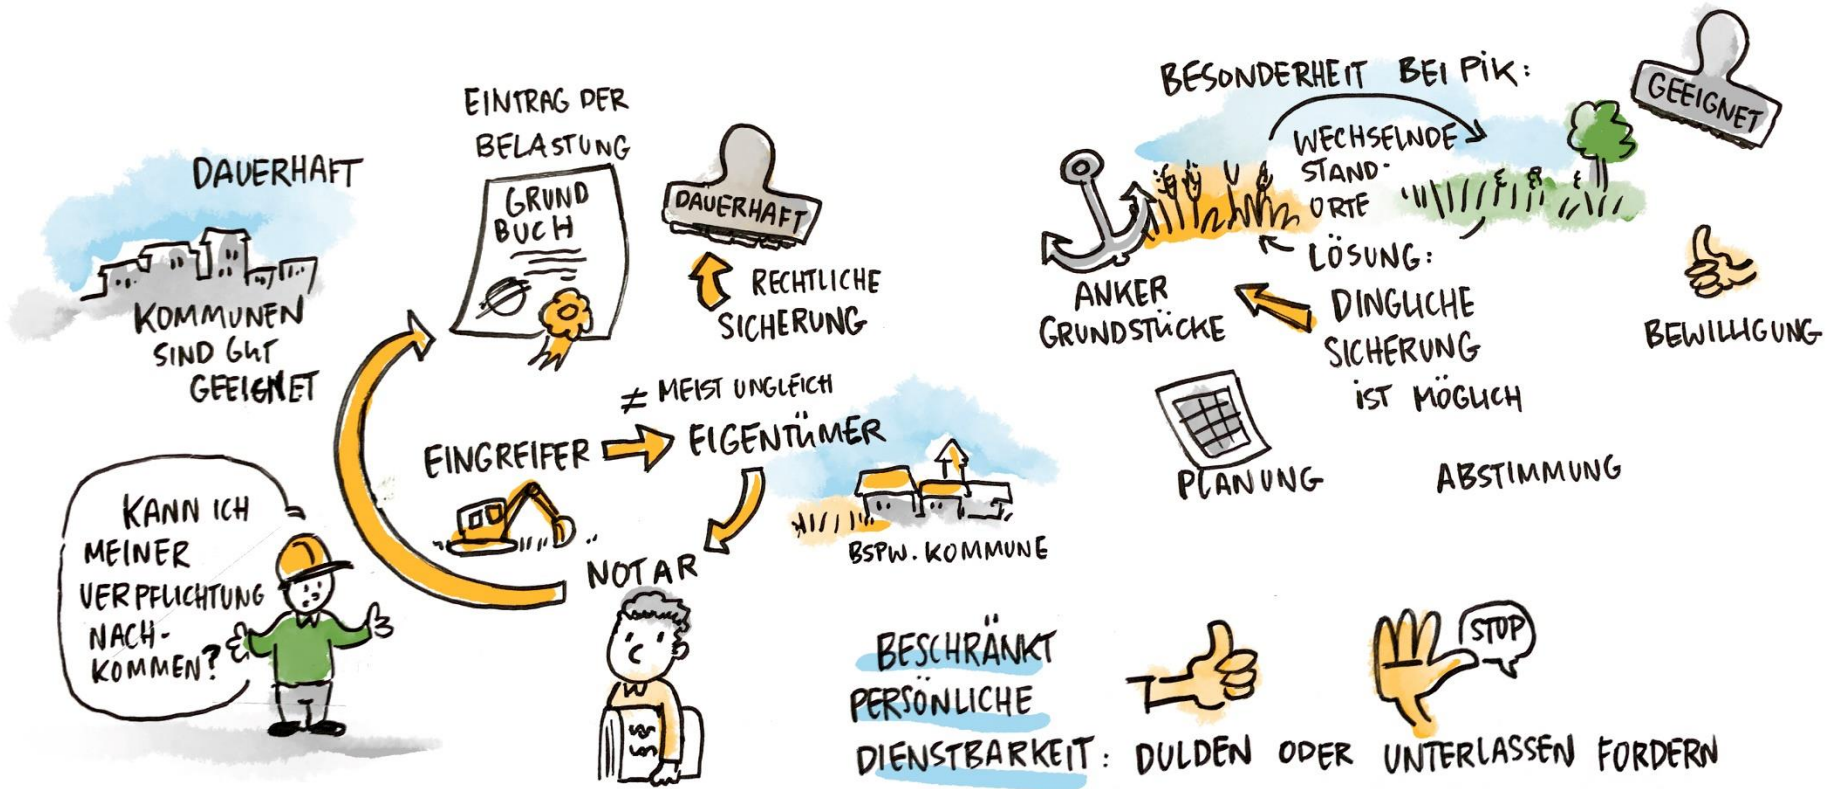 DAUERHAFT
KOMMUNEN
SIND GUT
GEEIGNET
EINTRAG DER
BELASTUNG
GRUND
BUCH
DAUERHAFT
RECHTLICHE
SICHERUNG
KANN ICH
MEINER
VERPFLICHTUNG
NACH-
KOMMEN?
≠ MEIST UNGLEICH
EINGREIFER
EIGENTÜMER
BSPW. KOMMUNE
NOTAR
§§
§§
BESONDERHEIT BEI PIK:
GEEIGNET
WECHSELNDE
STAND-
ORTE
LÖSUNG:
DINGLICHE
SICHERUNG
IST MÖGLICH
ANKER
GRUNDSTÜCKE
BEWILLIGUNG
PLANUNG
ABSTIMMUNG
BESCHRÄNKT
PERSÖNLICHE
DIENSTBARKEIT: DULDEN ODER UNTERLASSEN FORDERN
STOP